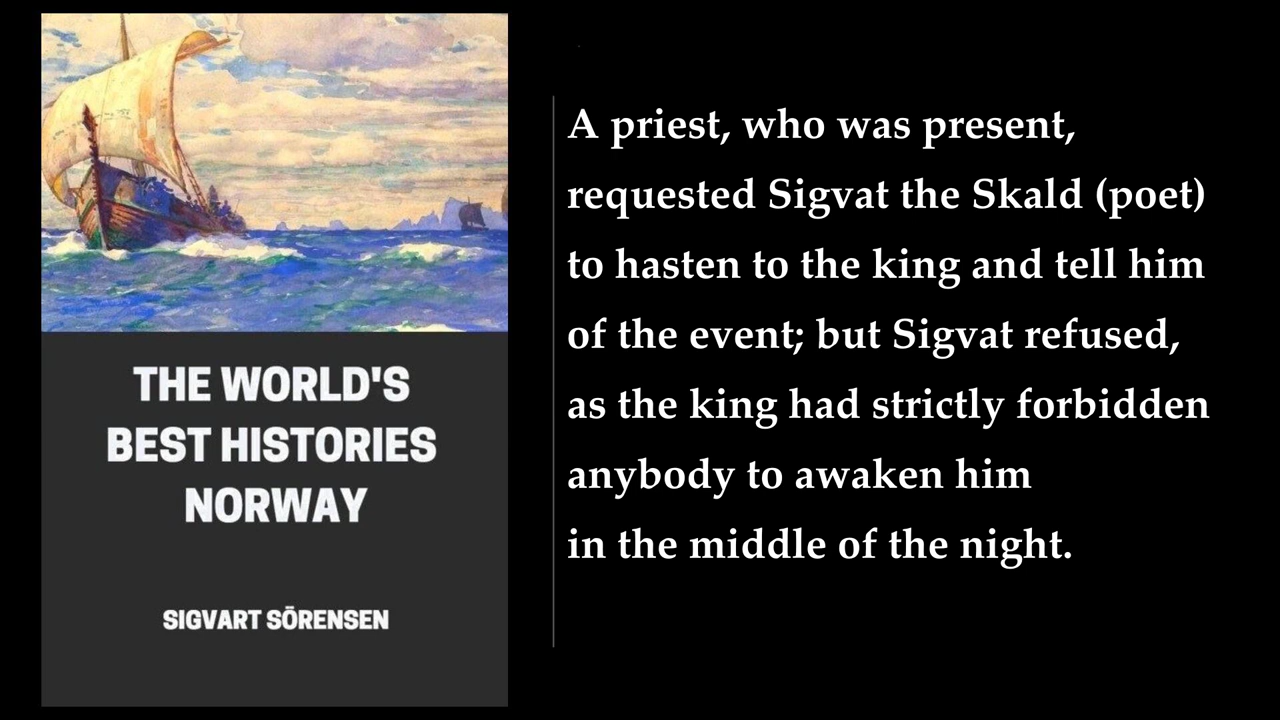 THE WORLD'S
BEST HISTORIES
NORWAY
SIGVART SÖRENSEN
A priest, who was present,
requested Sigvat the Skald (poet)
to hasten to the king and tell him
of the event; but Sigvat refused,
as the king had strictly forbidden
anybody to awaken him
in the middle of the night.